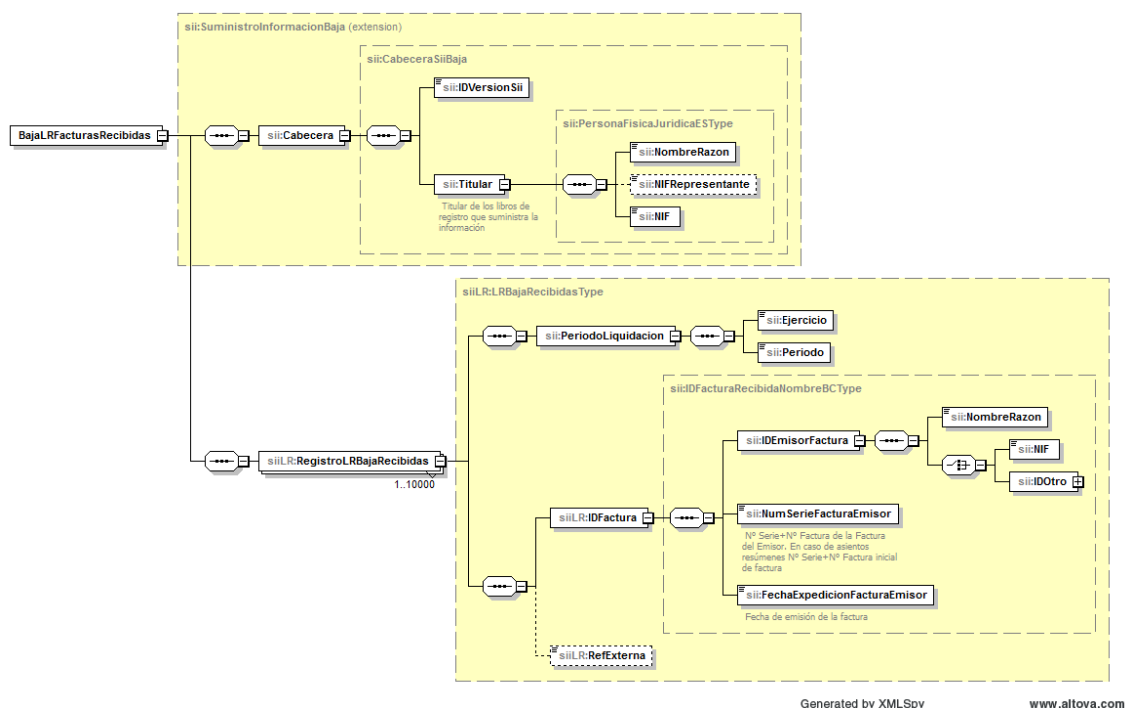 sii:SuministroInformacionBaja (extension)
sii:CabeceraSiiBaja
sii:IDVersionSii
sii:PersonaFisicaJuridicaESType
BajaLRFacturasRecibidas
sii:Cabecera
sii:NombreRazon
sii:Titular
sii:NIFRepresentante
Titular de los libros de
registro que suministra la
información
sii:NIF
siiLR:LRBajaRecibidasType
sii:Ejercicio
sii:PeriodoLiquidacion
sii:Periodo
sii:IDFacturaRecibidaNombreBCType
sii:NombreRazon
sii:IDEmisorFactura
sii:NIF
siiLR:RegistroLRBajaRecibidas
1..10000
sii:IDOtro
siiLR:IDFactura
sii:NumSerieFacturaEmisor
Nº Serie+Nº Factura de la Factura
del Emisor. En caso de asientos
resúmenes Nº Serie+Nº Factura inicial
de factura
sii:FechaExpedicionFacturaEmisor
Fecha de emisión de la factura
siiLR:RefExterna
Generated by XMLSpy
www.altova.com